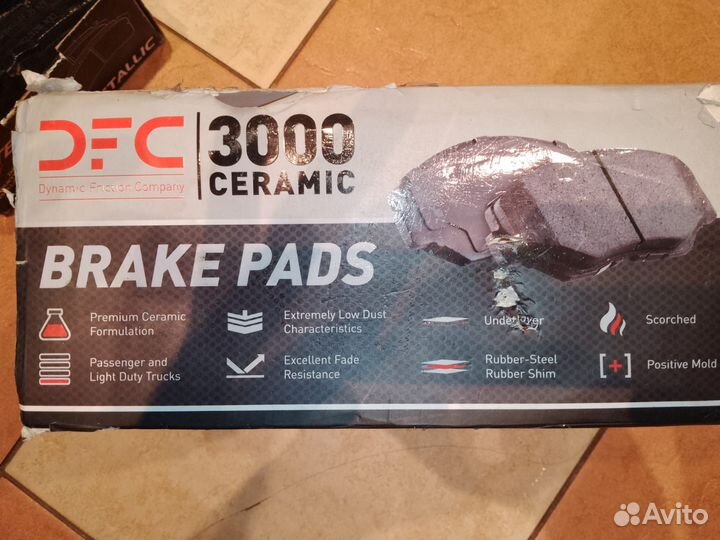 DFC
Dynamic Friction Company
3000
CERAMIC
BRAKE PADS
Premium Ceramic
Formulation
Extremely Low Dust
Characteristics
Underlayer
Scorched
Passenger and
Light Duty Trucks
Excellent Fade
Resistance
Rubber-Steel
Rubber Shim
Positive Mold
Avito